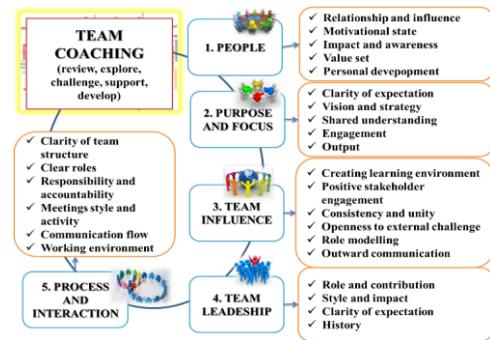 TEAM
COACHING
(review, explore,
challenge, support,
develop)
1. PEOPLE
✓ Relationship and influence
✓ Motivational state
✓ Impact and awareness
✓ Value set
✓ Personal devepopment
2. PURPOSE
AND FOCUS
✓ Clarity of expectation
✓ Vision and strategy
✓ Shared understanding
✓ Engagement
✓ Output
3. TEAM
INFLUENCE
✓ Creating learning environment
✓ Positive stakeholder
engagement
✓ Consistency and unity
✓ Openness to external challenge
✓ Role modelling
✓ Outward communication
4. TEAM
LEADESHIP
✓ Role and contribution
✓ Style and impact
✓ Clarity of expectation
✓ History
5. PROCESS
AND
INTERACTION
✓ Clarity of team
structure
✓ Clear roles
✓ Responsibility and
accountability
✓ Meetings style and
activity
✓ Communication flow
✓ Working environment